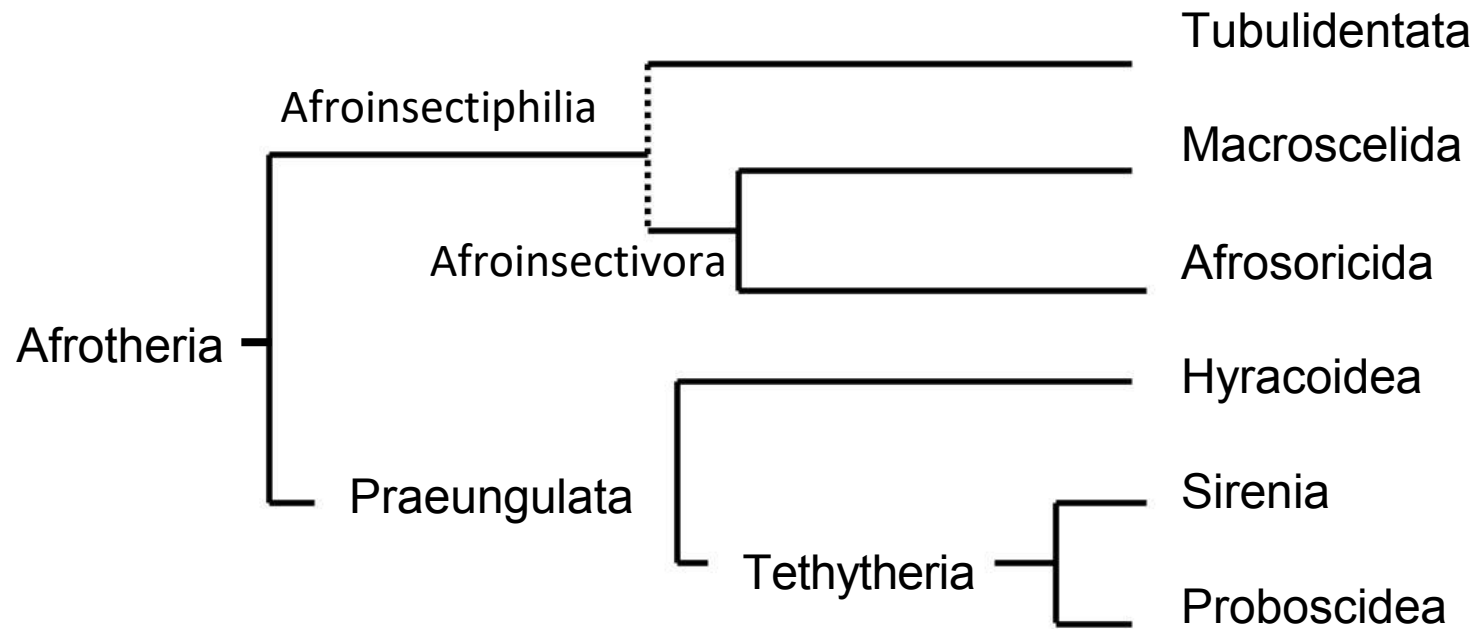 Tubulidentata
Afroinsectiphilia
Macroscelida
Afroinsectivora
Afrosoricida
Afrotheria
Hyracoidea
Praeungulata
Sirenia
Tethytheria
Proboscidea